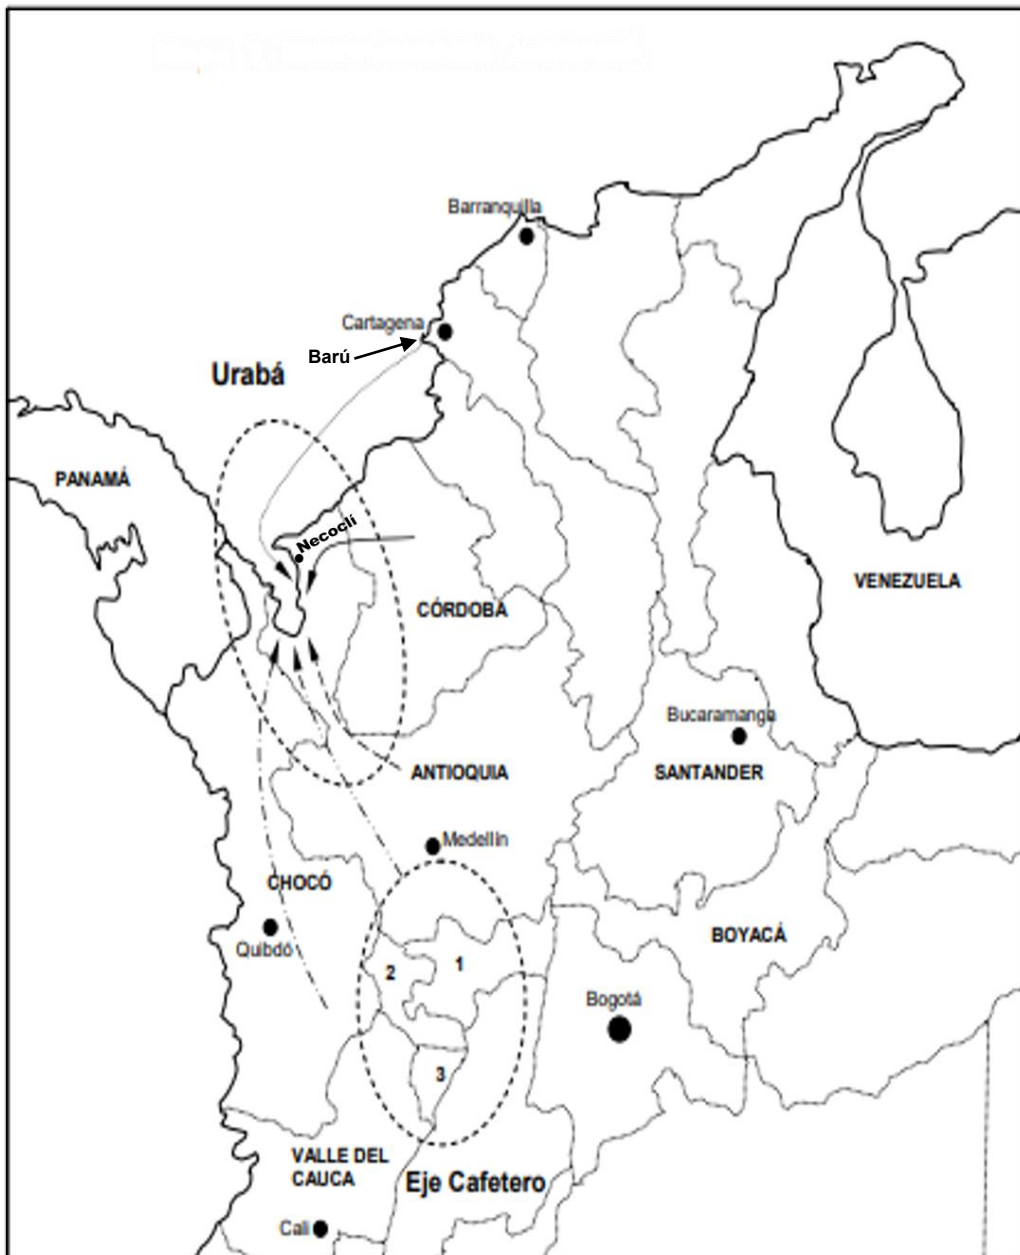 Barranquilla
Cartagena
Barú
Urabá
PANAMÁ
Necoclí
VENEZUELA
CÓRDOBA
Bucaramanga
ANTIOQUIA
SANTANDER
Medellín
CHOCÓ
Quibdó
BOYACÁ
2
1
Bogotá
3
VALLE DEL
CAUCA
Eje Cafetero
Cali